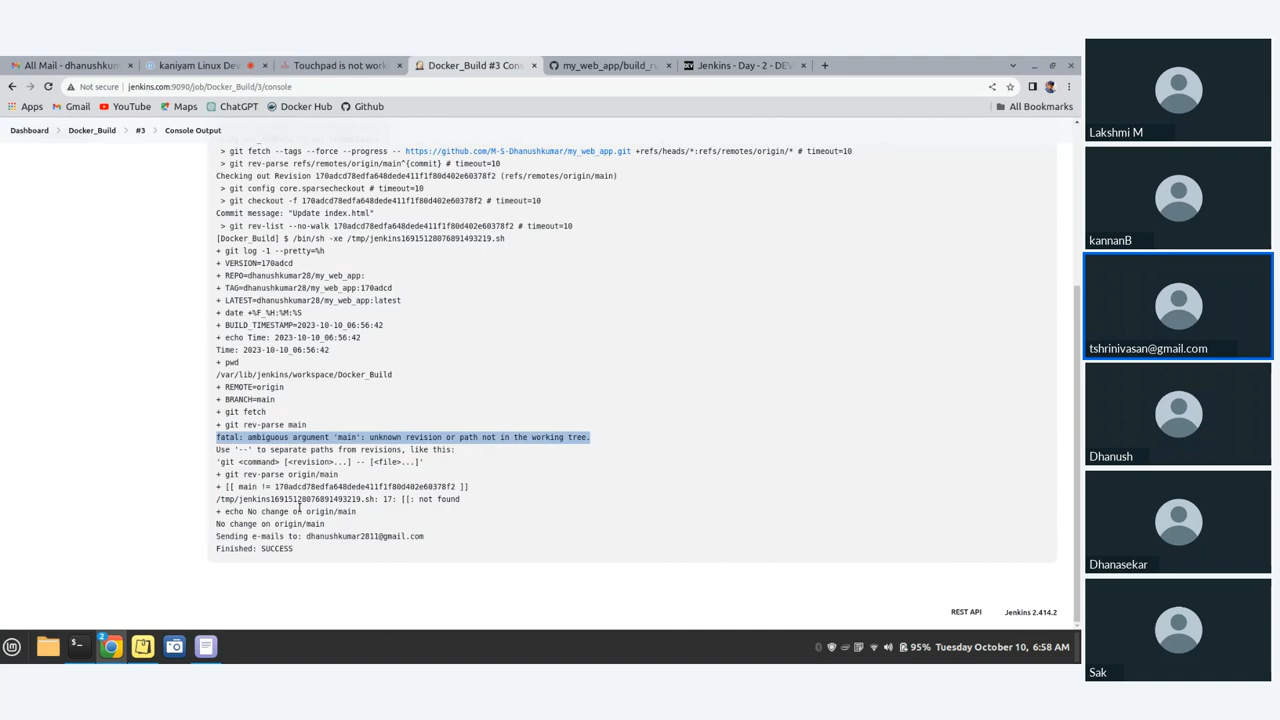 All Mail - dhanushkum
kaniyam Linux Dev
Touchpad is not work
Docker_Build #3 Cons
my_web_app/build_ru
Jenkins - Day - 2 - DEV
Not secure
jenkins.com:9090/job/Docker_Build/3/console
Apps
Gmail
YouTube
Maps
ChatGPT
Docker Hub
Github
All Bookmarks
Dashboard > Docker_Build > #3 > Console Output
> git fetch --tags --force --progress -- https://github.com/M-S-Dhanushkumar/my_web_app.git +refs/heads/*:refs/remotes/origin/* # timeout=10
> git rev-parse refs/remotes/origin/main^{commit} # timeout=10
Checking out Revision 170adcd78edfa648dede411f1f80d402e60378f2 (refs/remotes/origin/main)
> git config core.sparsecheckout # timeout=10
> git checkout -f 170adcd78edfa648dede411f1f80d402e60378f2 # timeout=10
Commit message: "Update index.html"
> git rev-list --no-walk 170adcd78edfa648dede411f1f80d402e60378f2 # timeout=10
[Docker_Build] $ /bin/sh -xe /tmp/jenkins16915128076891493219.sh
+ git log -1 --pretty=%h
+ VERSION=170adcd
+ REPO=dhanushkumar28/my_web_app:
+ TAG=dhanushkumar28/my_web_app:170adcd
+ LATEST=dhanushkumar28/my_web_app:latest
+ date +%F_%H:%M:%S
+ BUILD_TIMESTAMP=2023-10-10_06:56:42
+ echo Time: 2023-10-10_06:56:42
Time: 2023-10-10_06:56:42
+ pwd
/var/lib/jenkins/workspace/Docker_Build
+ REMOTE=origin
+ BRANCH=main
+ git fetch
+ git rev-parse main
fatal: ambiguous argument 'main': unknown revision or path not in the working tree.
Use '--' to separate paths from revisions, like this:
'git <command> [<revision>...] -- [<file>...]'
+ git rev-parse origin/main
+ [[ main != 170adcd78edfa648dede411f1f80d402e60378f2 ]]
/tmp/jenkins16915128076891493219.sh: 17: [[: not found
+ echo No change on origin/main
No change on origin/main
Sending e-mails to: dhanushkumar2811@gmail.com
Finished: SUCCESS
REST API
Jenkins 2.414.2
2
95%
Tuesday October 10, 6:58 AM
Lakshmi M
kannanB
tshrinivasan@gmail.com
Dhanush
Dhanasekar
Sak